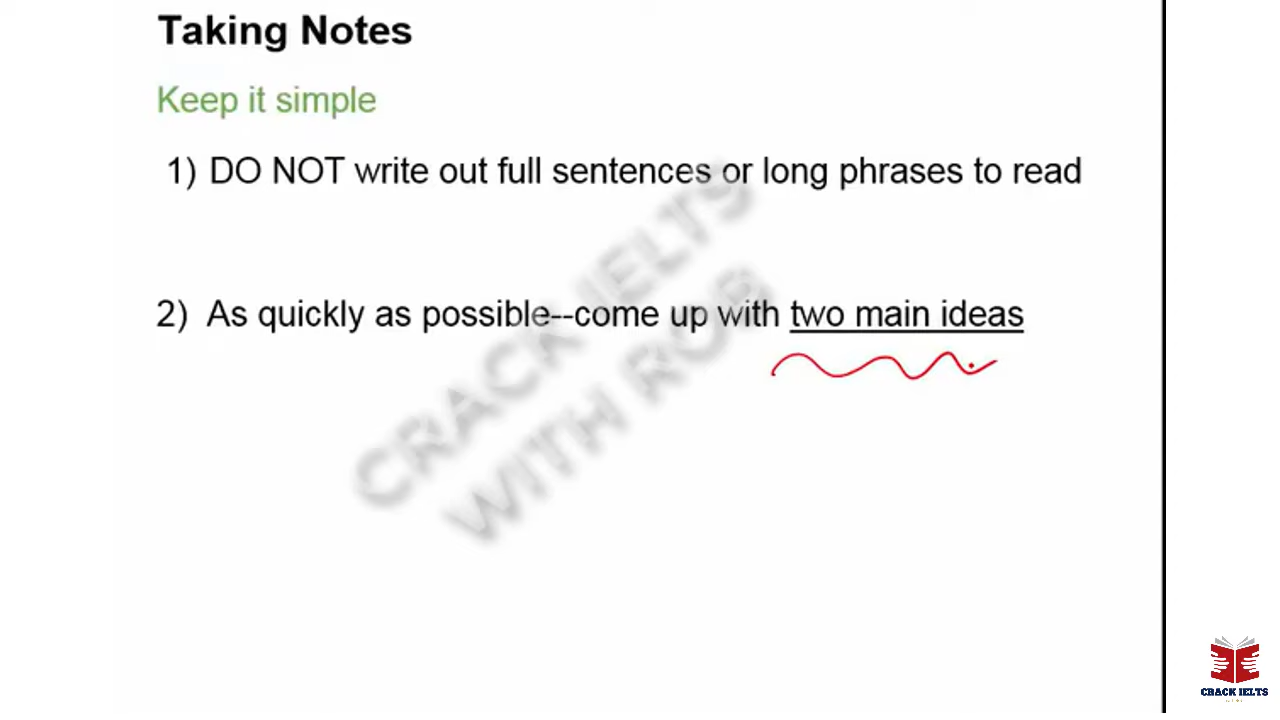 Taking Notes
Keep it simple
1) DO NOT write out full sentences or long phrases to read
2) As quickly as possible--come up with two main ideas
CRACK IELTS
WITH ROB
CRACK IELTS